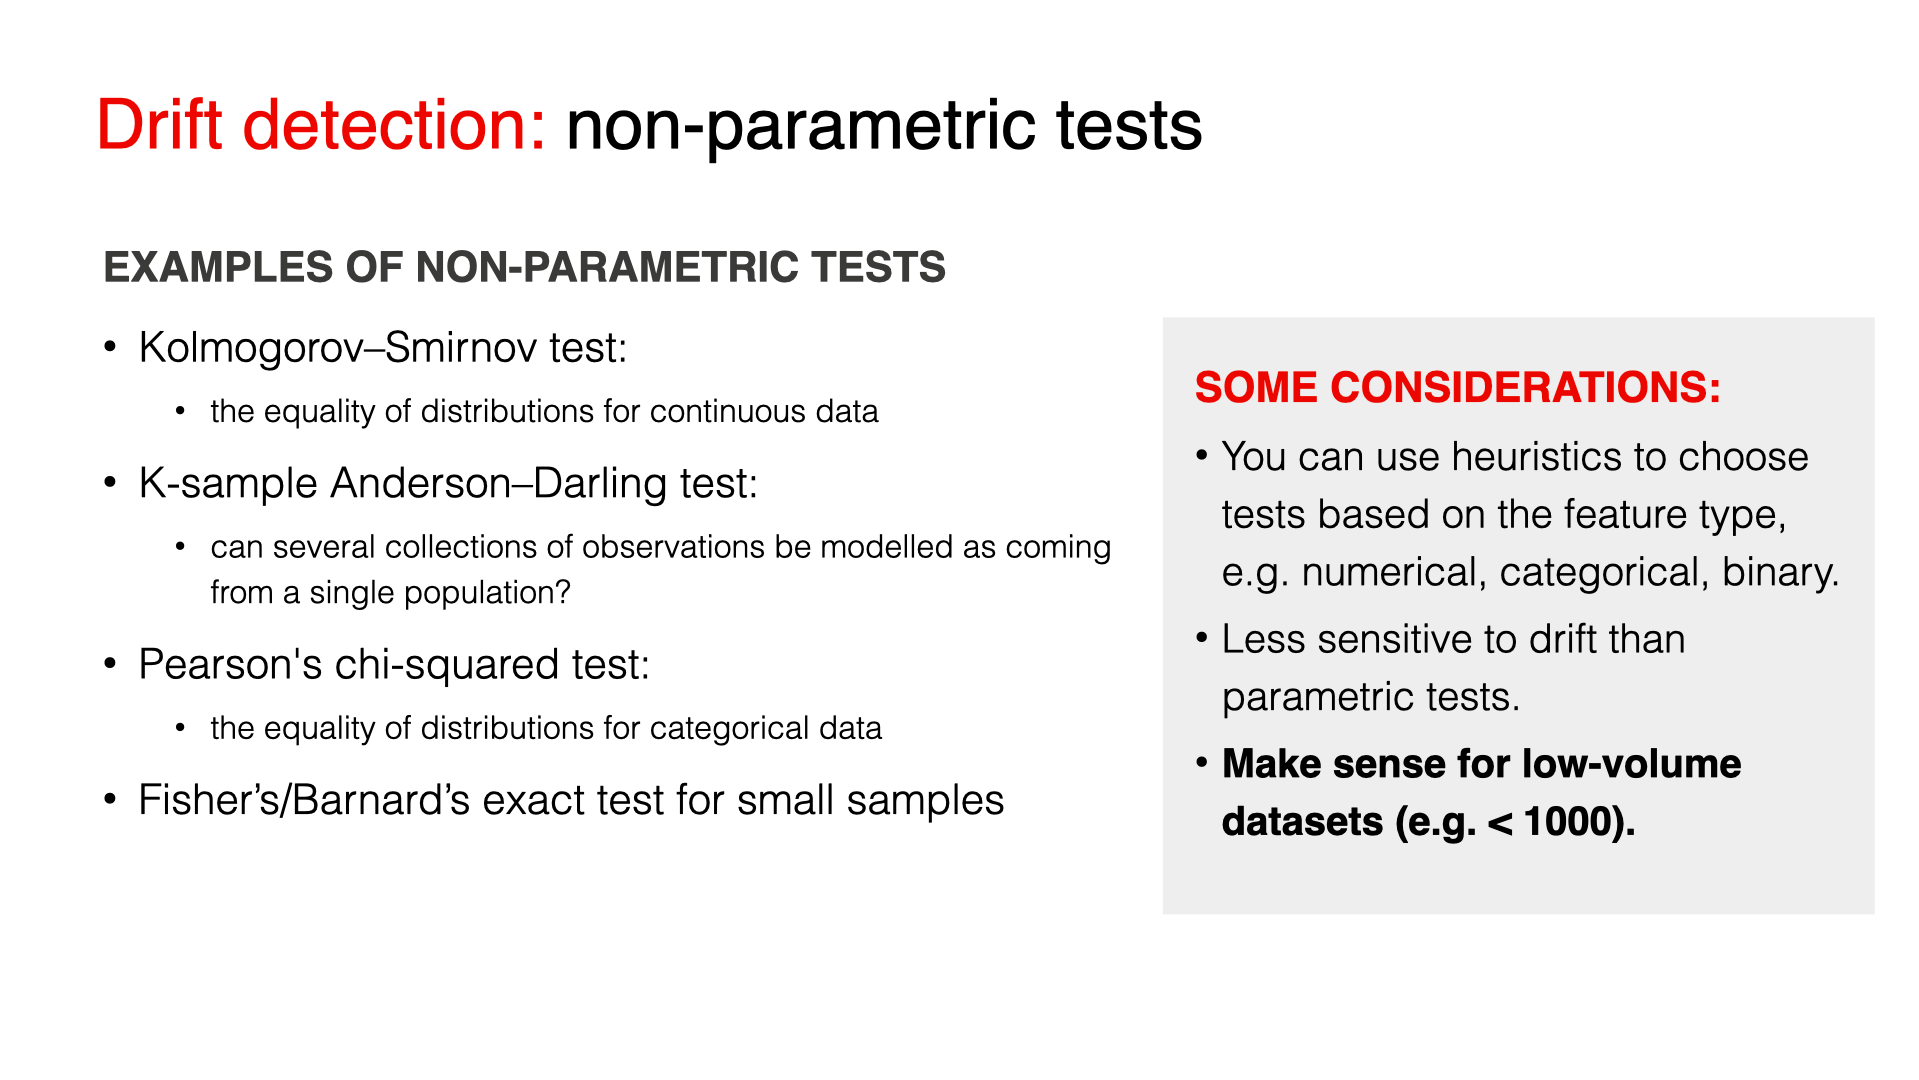 Drift detection: non-parametric tests
EXAMPLES OF NON-PARAMETRIC TESTS
• Kolmogorov–Smirnov test:
• the equality of distributions for continuous data
• K-sample Anderson–Darling test:
• can several collections of observations be modelled as coming
from a single population?
• Pearson's chi-squared test:
• the equality of distributions for categorical data
• Fisher’s/Barnard’s exact test for small samples
SOME CONSIDERATIONS:
• You can use heuristics to choose
tests based on the feature type,
e.g. numerical, categorical, binary.
• Less sensitive to drift than
parametric tests.
• Make sense for low-volume
datasets (e.g. < 1000).